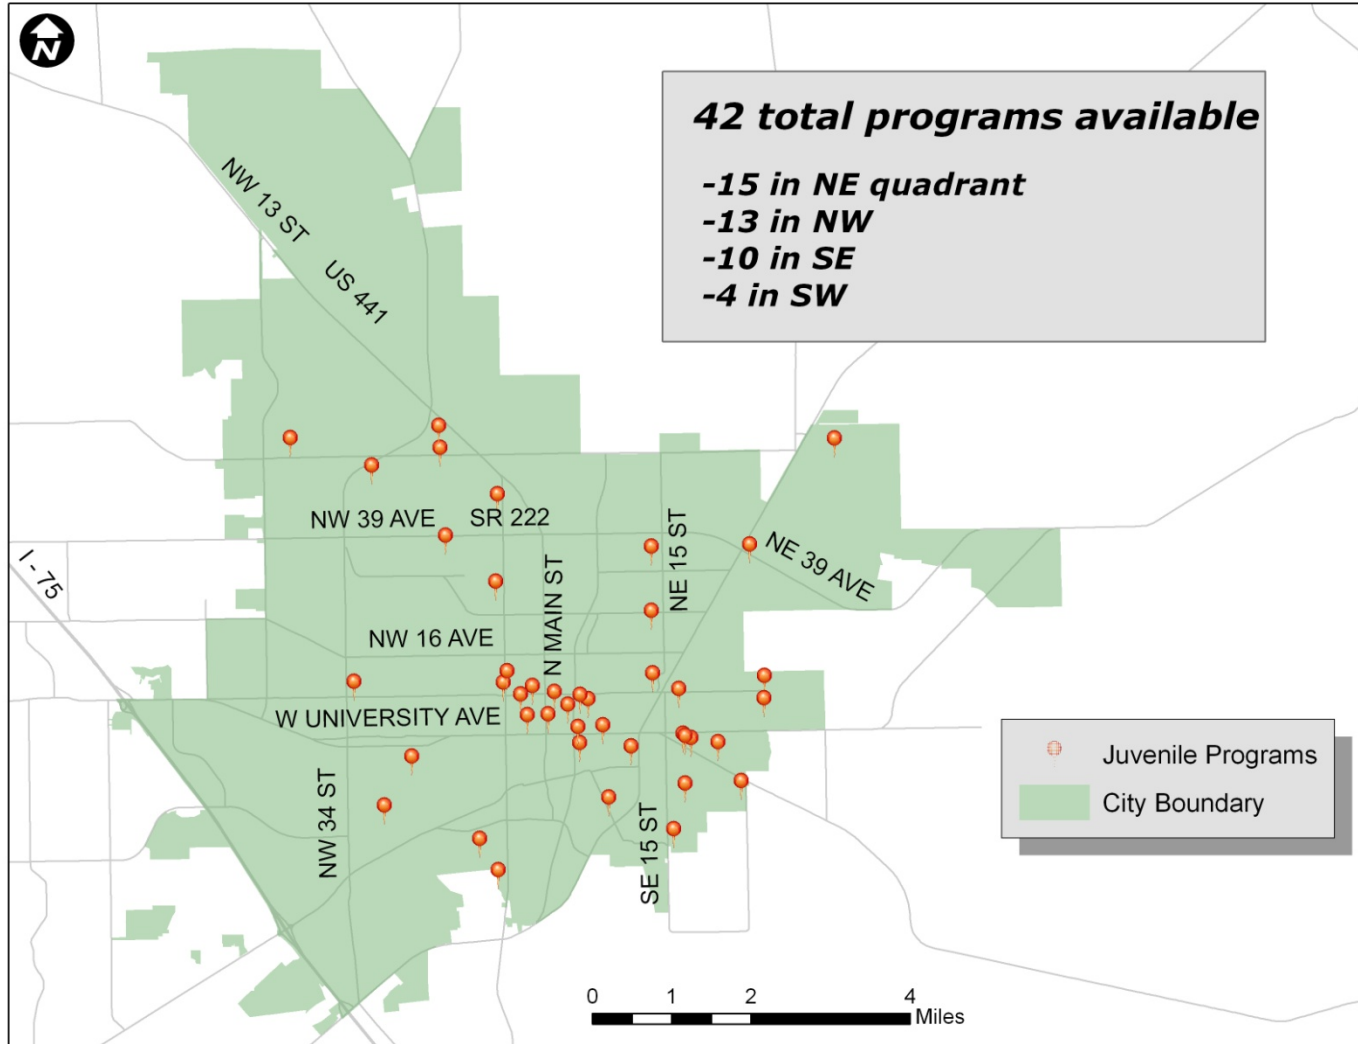 N
42 total programs available
-15 in NE quadrant
-13 in NW
-10 in SE
-4 in SW
NW 13 ST
US 441
NW 39 AVE
SR 222
NE 15 ST
NE 39 AVE
I - 75
N MAIN ST
NW 16 AVE
W UNIVERSITY AVE
NW 34 ST
SE 15 ST
Juvenile Programs
City Boundary
0 1 2 4
Miles